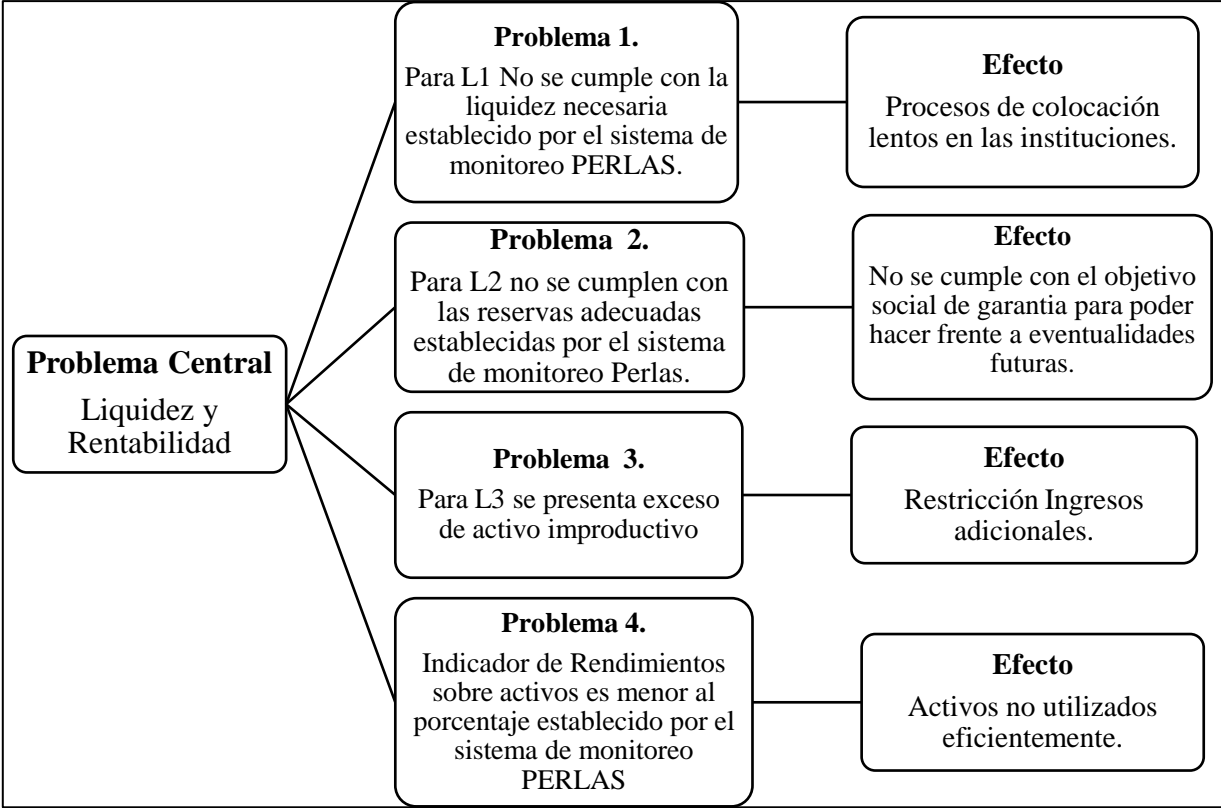 Problema Central
Liquidez y
Rentabilidad
Problema 1.
Para L1 No se cumple con la
liquidez necesaria
establecido por el sistema de
monitoreo PERLAS.
Efecto
Procesos de colocación
lentos en las instituciones.
Problema 2.
Para L2 no se cumplen con
las reservas adecuadas
establecidas por el sistema
de monitoreo Perlas.
Efecto
No se cumple con el objetivo
social de garantia para poder
hacer frente a eventualidades
futuras.
Problema 3.
Para L3 se presenta exceso
de activo improductivo
Efecto
Restricción Ingresos
adicionales.
Problema 4.
Indicador de Rendimientos
sobre activos es menor al
porcentaje establecido por el
sistema de monitoreo
PERLAS
Efecto
Activos no utilizados
eficientemente.